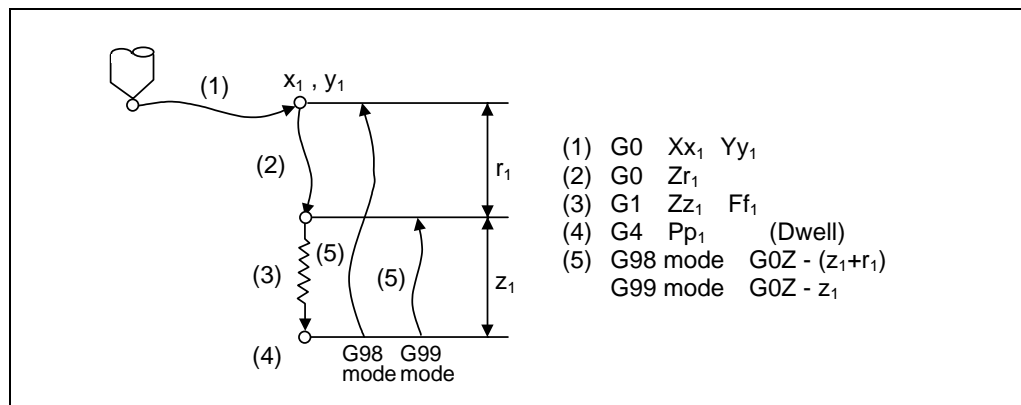 (1)
x₁ , y₁
(2)
r₁
(3)
(5)
(5)
z₁
(4)
G98 mode
G99 mode
(1) G0 Xx₁ Yy₁
(2) G0 Zr₁
(3) G1 Zz₁ Ff₁
(4) G4 Pp₁ (Dwell)
(5) G98 mode G0Z - (z₁+r₁)
G99 mode G0Z - z₁